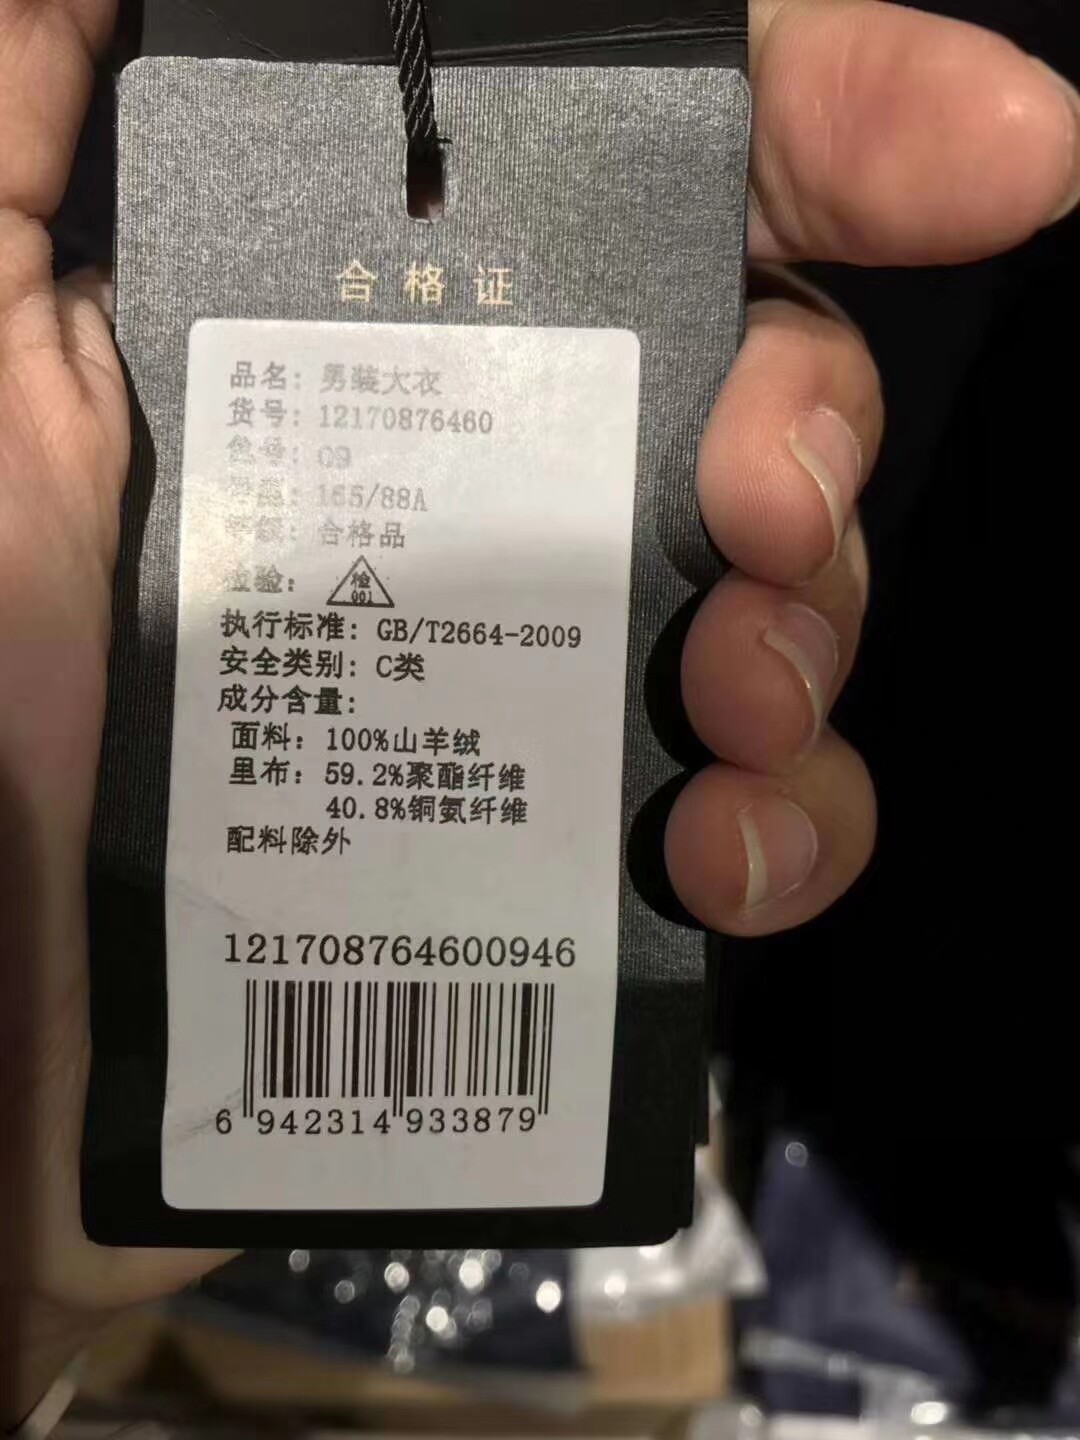 合格证
品名: 男装大衣
货号: 12170876460
色号: 09
号型: 165/88A
等级: 合格品
检验: 检
001
执行标准: GB/T2664-2009
安全类别: C类
成分含量:
面料: 100%山羊绒
里布: 59.2%聚酯纤维
40.8%铜氨纤维
配料除外
121708764600946
6 942314 933879